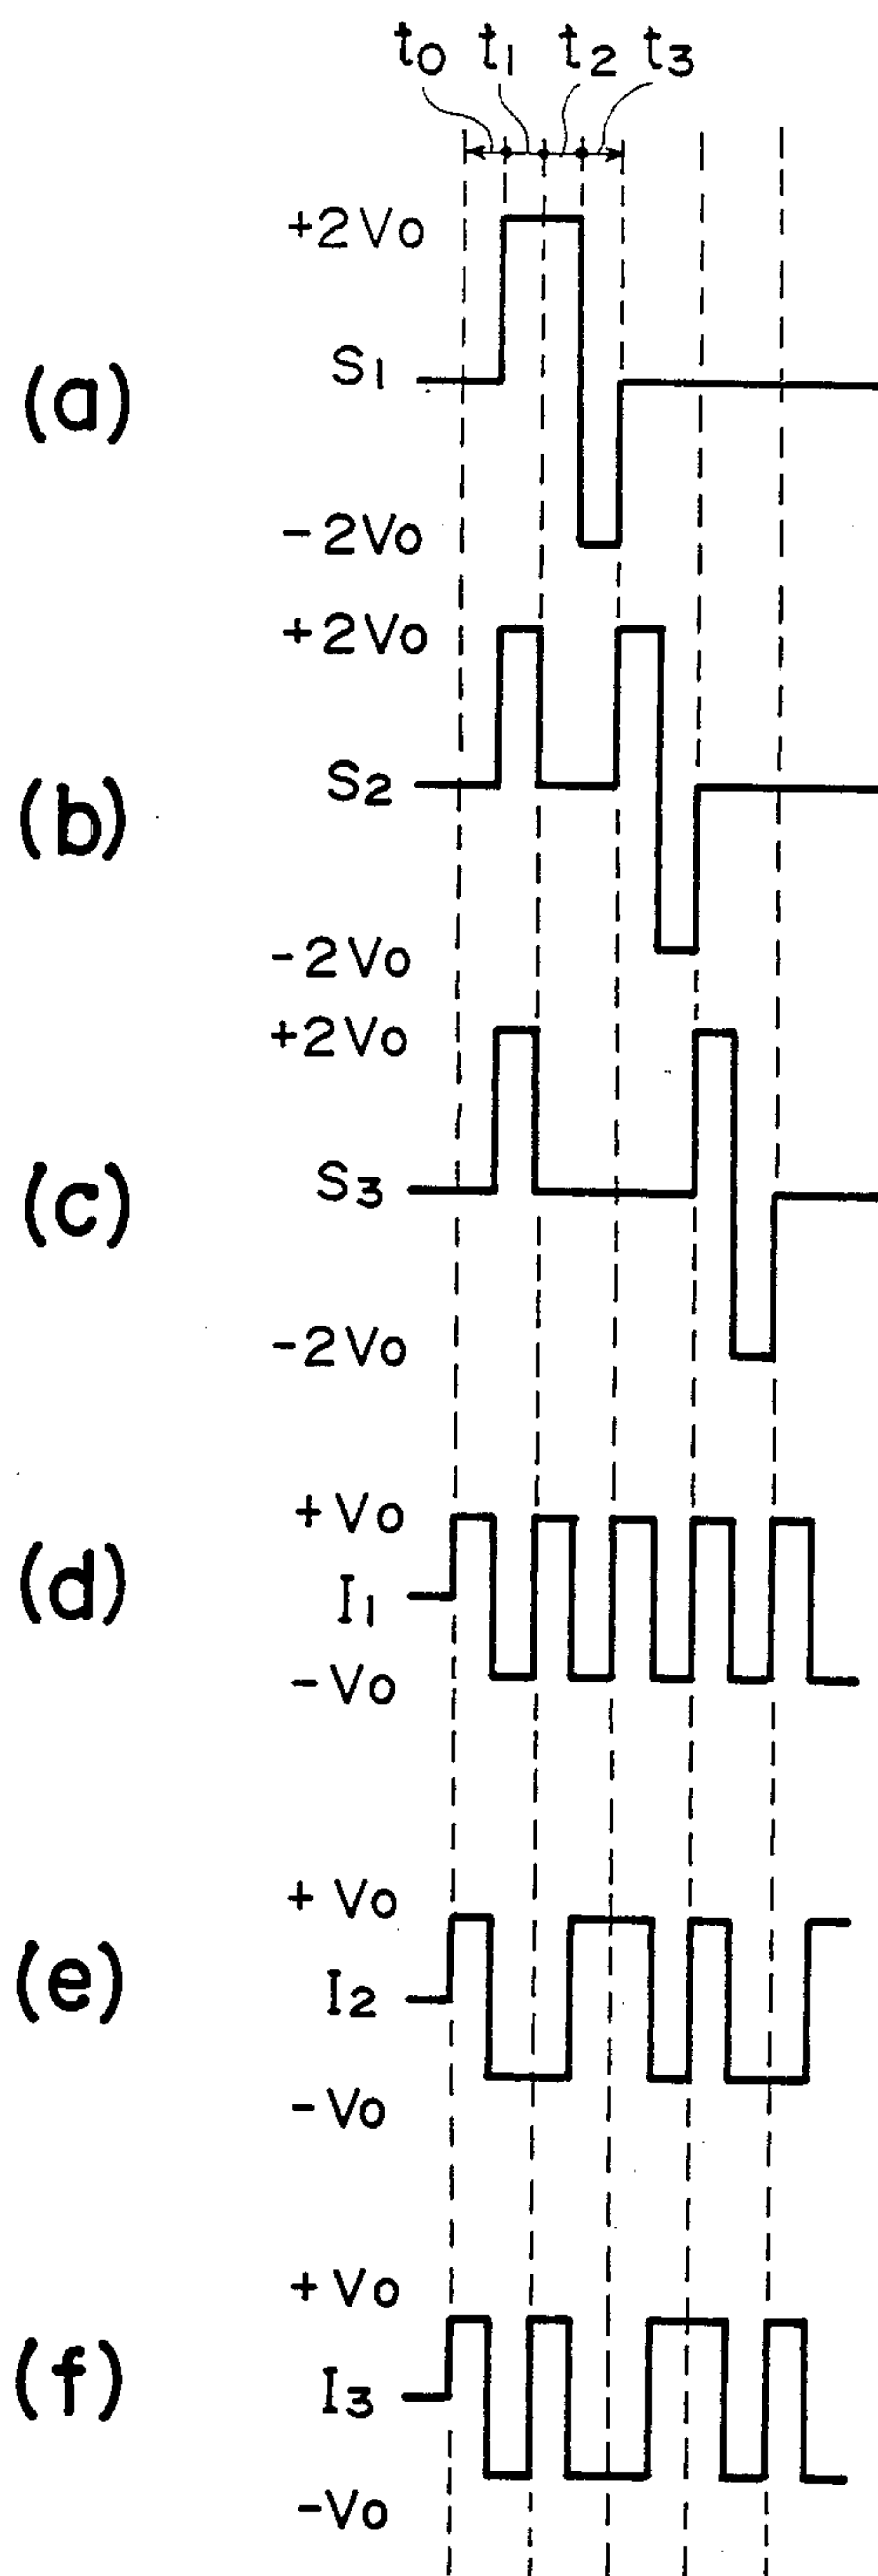 t0 t1 t2 t3
+2Vo
(a) S1
-2Vo
+2Vo
(b) S2
-2Vo
+2Vo
(c) S3
-2Vo
+Vo
(d) I1
-Vo
+Vo
(e) I2
-Vo
+Vo
(f) I3
-Vo